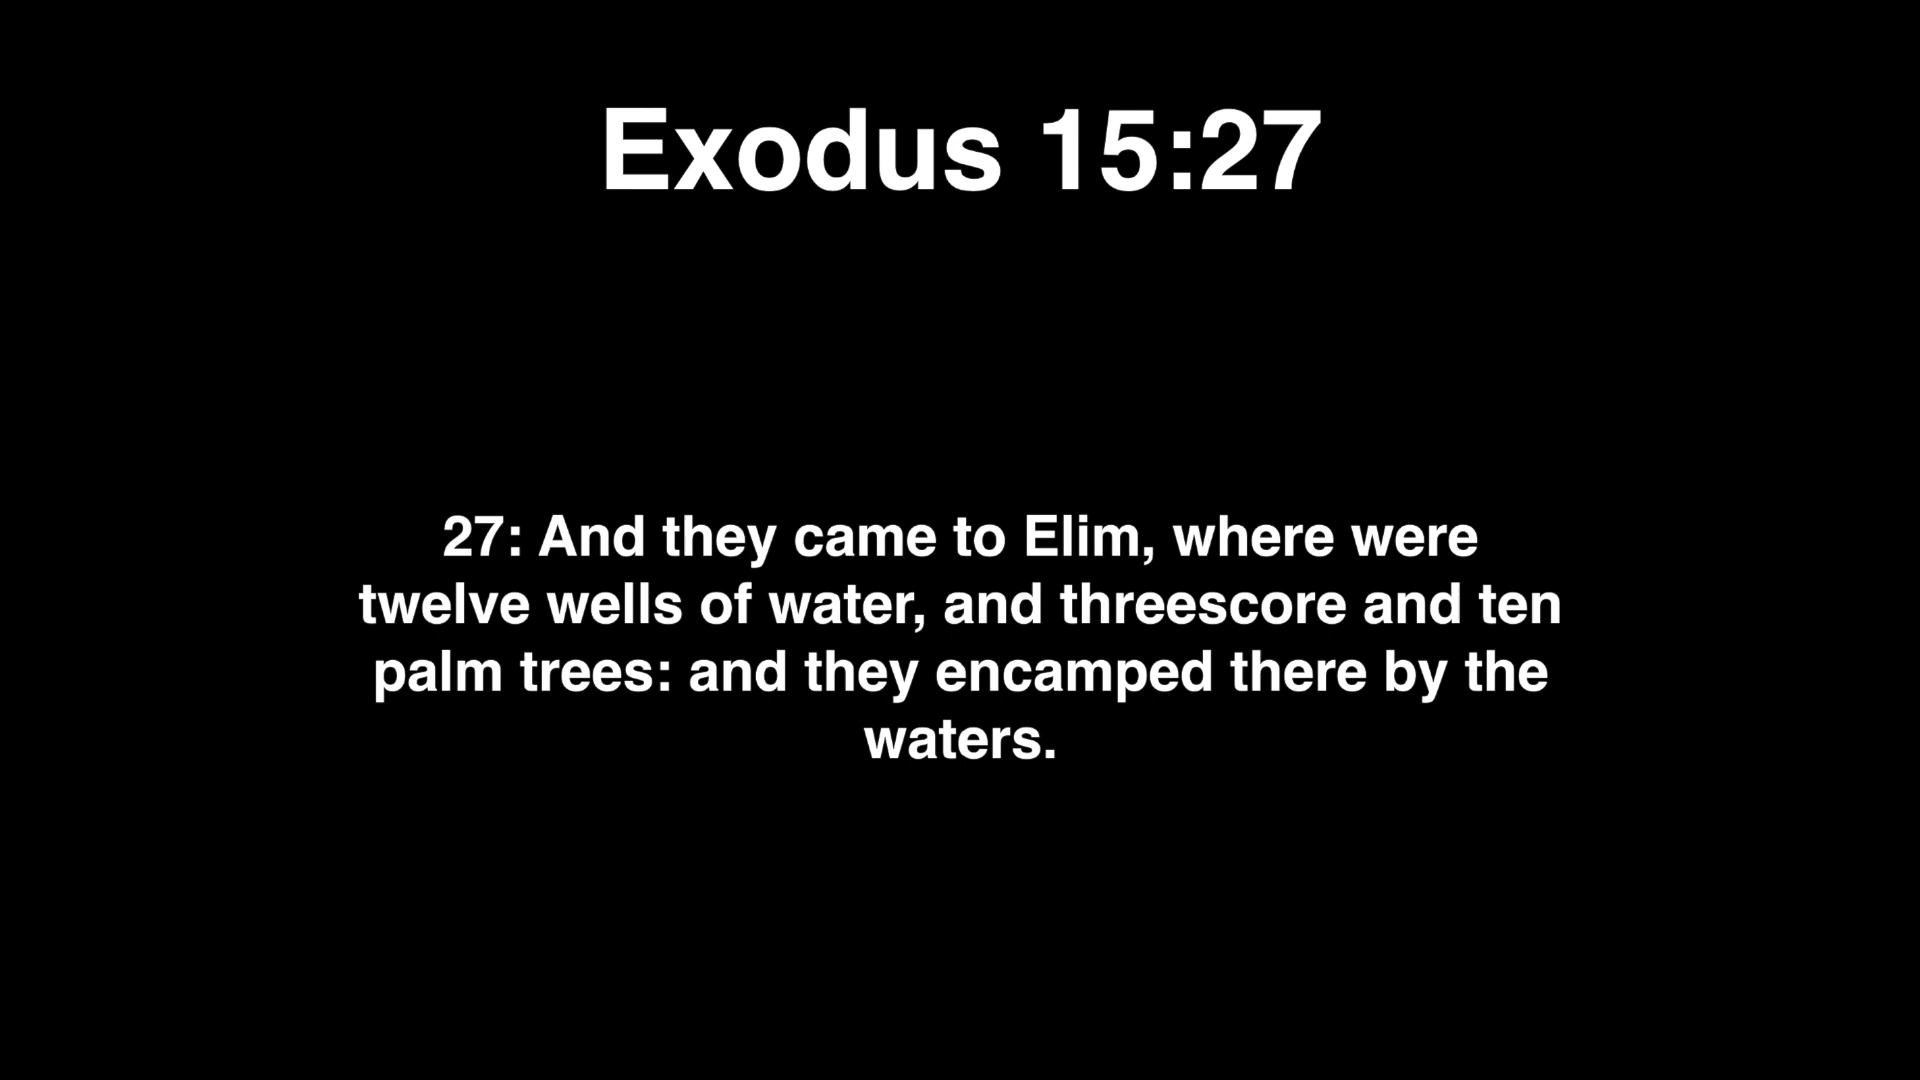 Exodus 15:27
27: And they came to Elim, where were
twelve wells of water, and threescore and ten
palm trees: and they encamped there by the
waters.